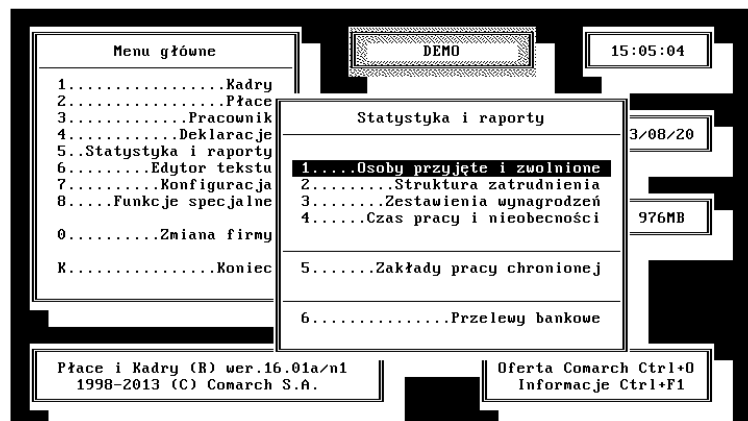 Menu główne
1.................Kadry
2.................Płace
3.............Pracownik
4............Deklaracje
5..Statystyka i raporty
6.........Edytor tekstu
7..........Konfiguracja
8.....Funkcje specjalne
0..........Zmiana firmy
K................Koniec
DEMO
15:05:04
3/08/20
976MB
Statystyka i raporty
1.....Osoby przyjęte i zwolnione
2.........Struktura zatrudnienia
3........Zestawienia wynagrodzeń
4......Czas pracy i nieobecności
5.......Zakłady pracy chronionej
6...............Przelewy bankowe
Płace i Kadry (R) wer.16.01a/n1
1998-2013 (C) Comarch S.A.
Oferta Comarch Ctrl+O
Informacje Ctrl+F1